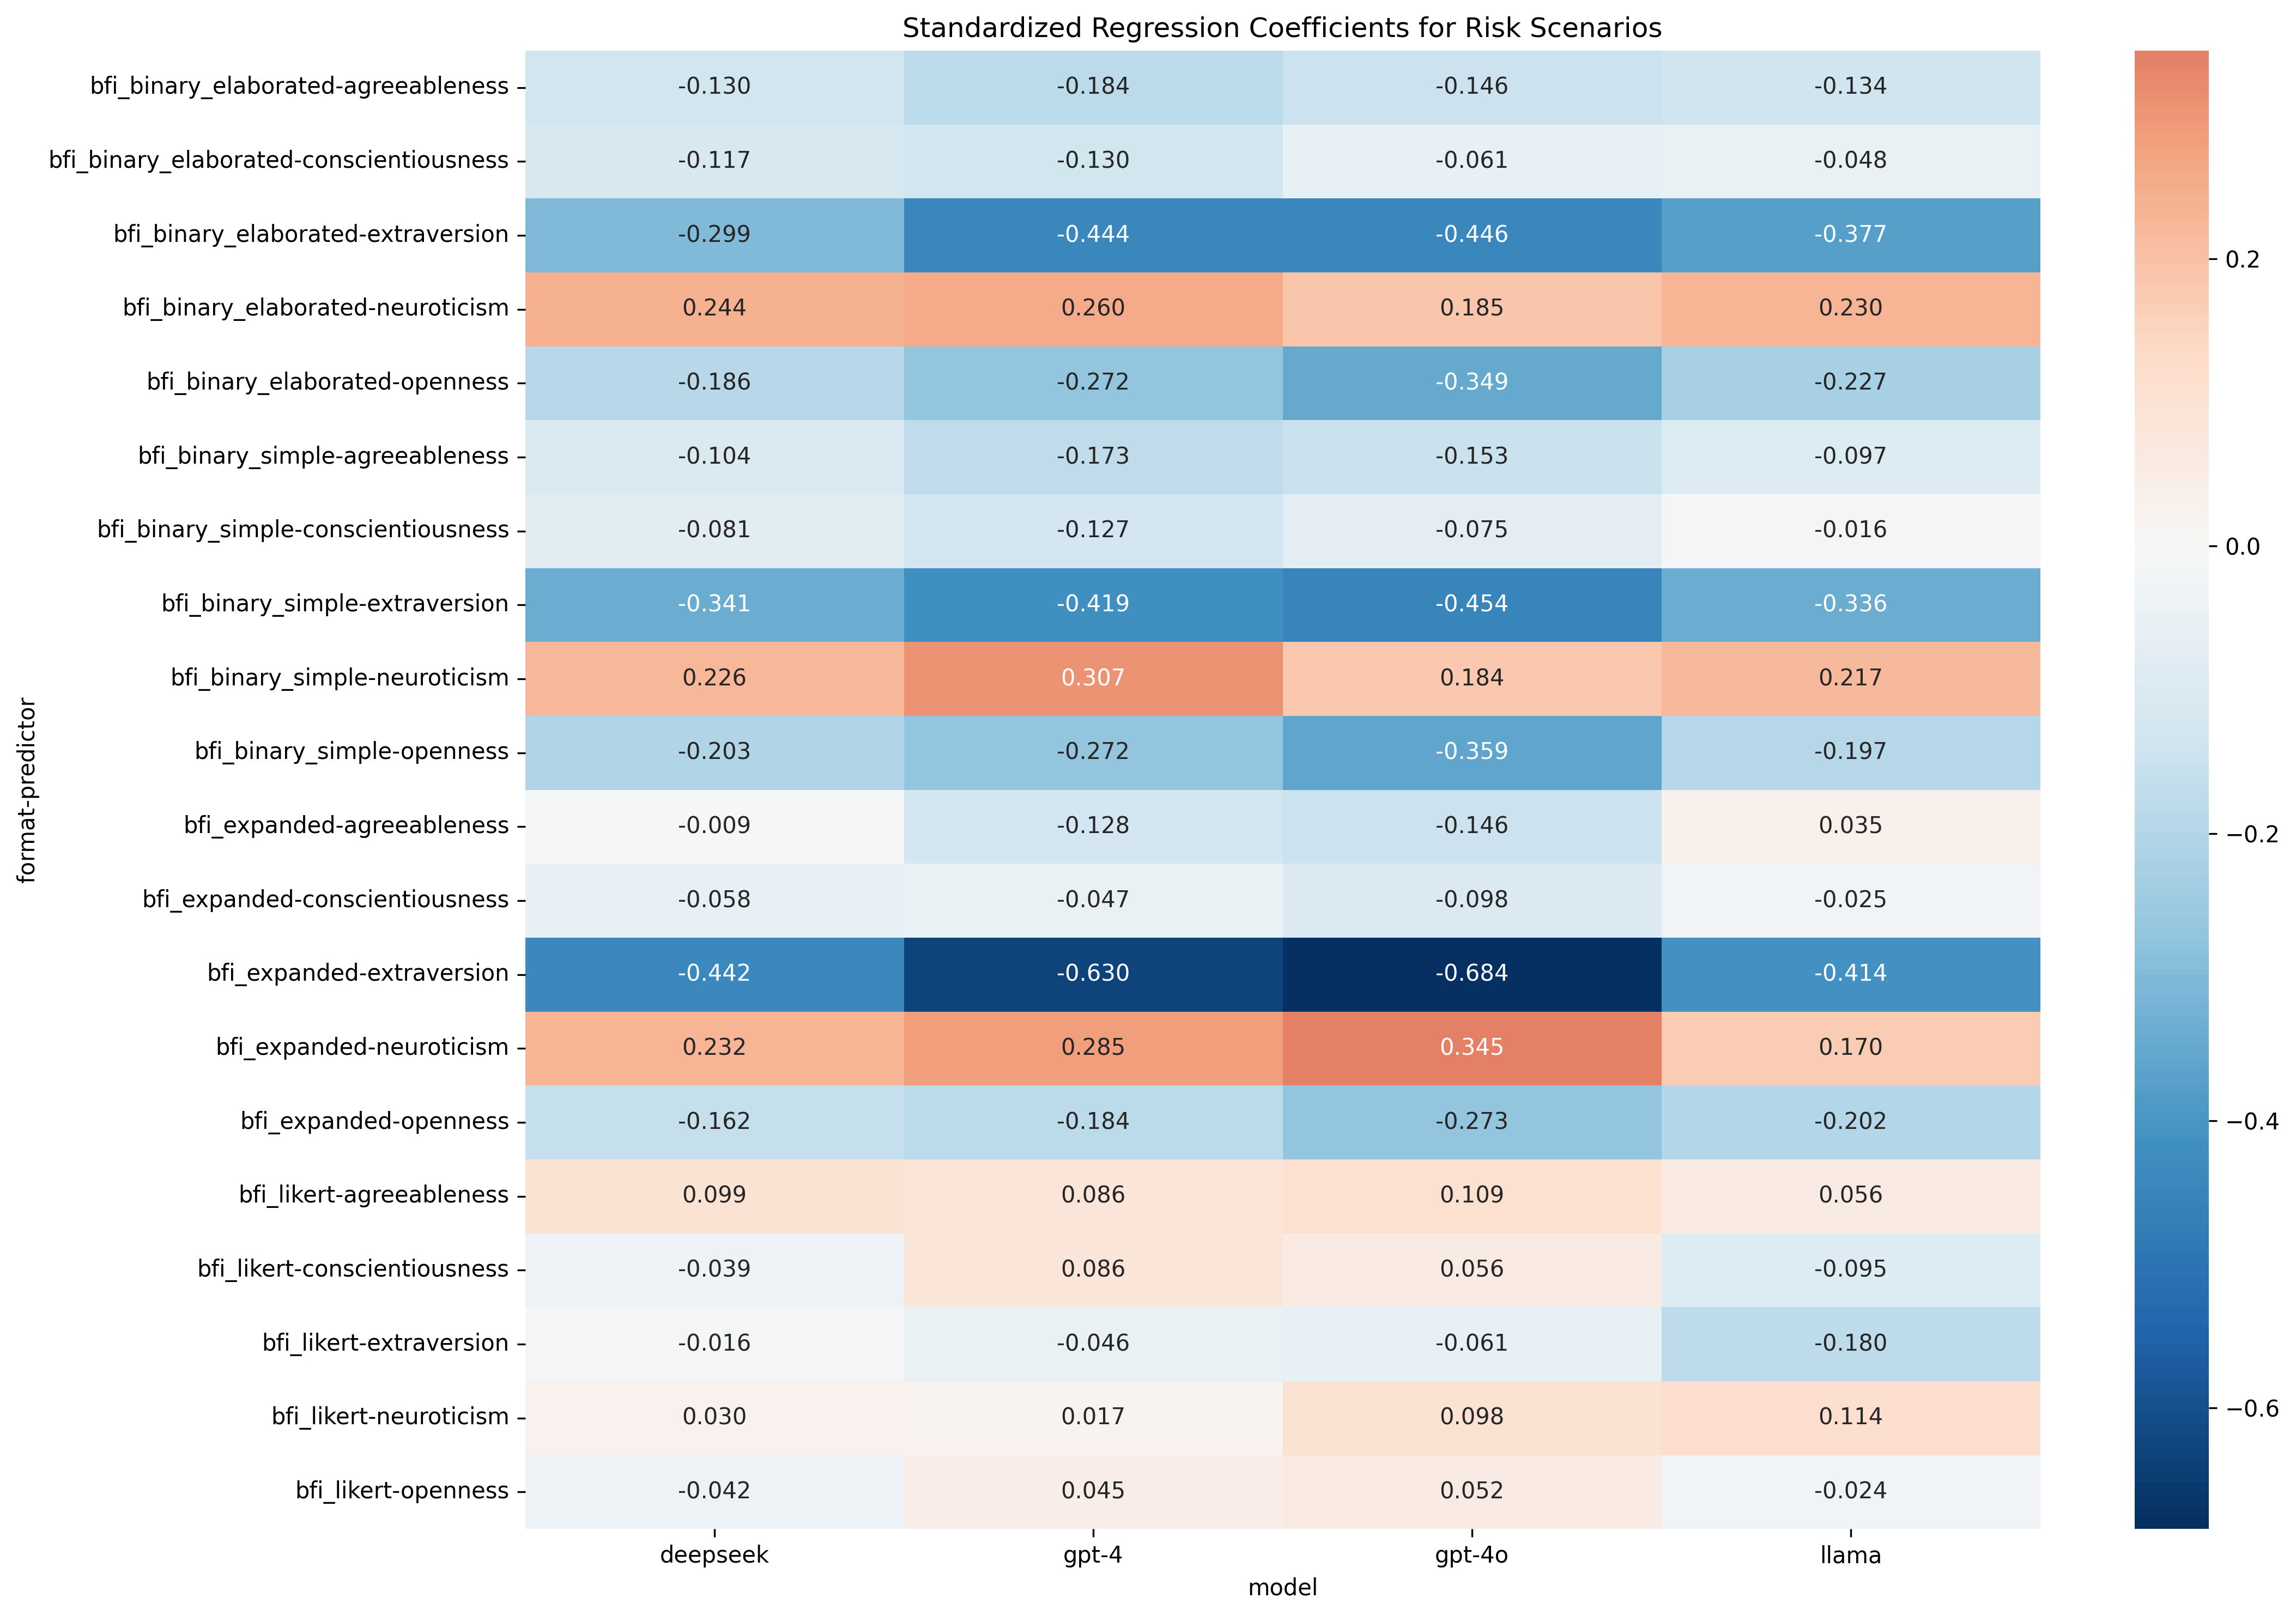 Standardized Regression Coefficients for Risk Scenarios
format-predictor
bfi_binary_elaborated-agreeableness -0.130 -0.184 -0.146 -0.134
bfi_binary_elaborated-conscientiousness -0.117 -0.130 -0.061 -0.048
bfi_binary_elaborated-extraversion -0.299 -0.444 -0.446 -0.377
bfi_binary_elaborated-neuroticism 0.244 0.260 0.185 0.230
bfi_binary_elaborated-openness -0.186 -0.272 -0.349 -0.227
bfi_binary_simple-agreeableness -0.104 -0.173 -0.153 -0.097
bfi_binary_simple-conscientiousness -0.081 -0.127 -0.075 -0.016
bfi_binary_simple-extraversion -0.341 -0.419 -0.454 -0.336
bfi_binary_simple-neuroticism 0.226 0.307 0.184 0.217
bfi_binary_simple-openness -0.203 -0.272 -0.359 -0.197
bfi_expanded-agreeableness -0.009 -0.128 -0.146 0.035
bfi_expanded-conscientiousness -0.058 -0.047 -0.098 -0.025
bfi_expanded-extraversion -0.442 -0.630 -0.684 -0.414
bfi_expanded-neuroticism 0.232 0.285 0.345 0.170
bfi_expanded-openness -0.162 -0.184 -0.273 -0.202
bfi_likert-agreeableness 0.099 0.086 0.109 0.056
bfi_likert-conscientiousness -0.039 0.086 0.056 -0.095
bfi_likert-extraversion -0.016 -0.046 -0.061 -0.180
bfi_likert-neuroticism 0.030 0.017 0.098 0.114
bfi_likert-openness -0.042 0.045 0.052 -0.024
deepseek gpt-4 gpt-4o llama
model
0.2
0.0
−0.2
−0.4
−0.6